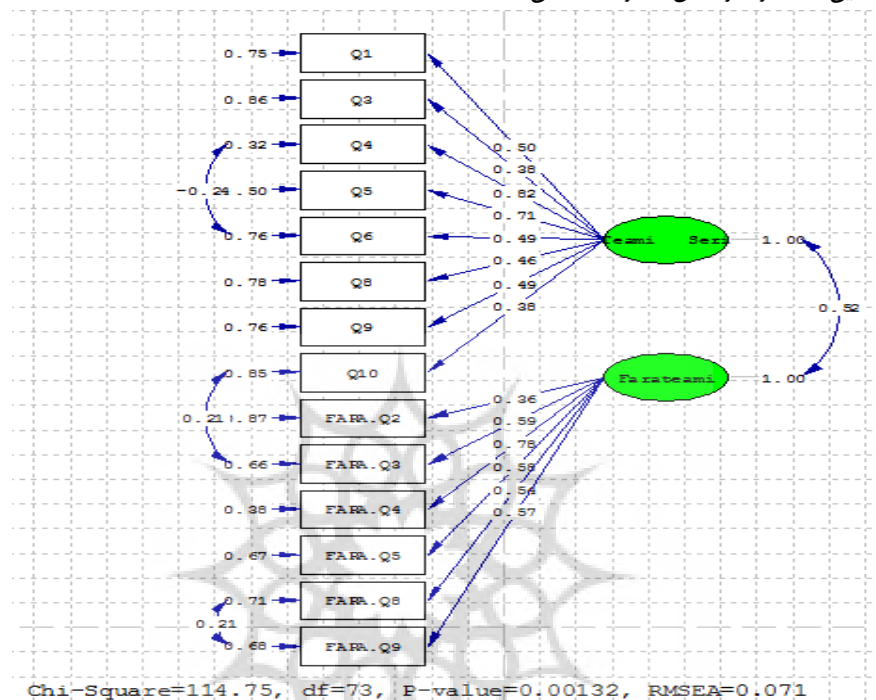 0.75 Q1
0.86 Q3
0.50
0.32 Q4
0.38
0.82
-0.24 .50 Q5
0.71
0.76 Q6
0.49
Teami Seri 1.00
0.46
0.78 Q8
0.49
0.38
0.52
0.76 Q9
0.85 Q10
Farateami 1.00
0.36
0.21 .87 FARA.Q2
0.59
0.78
0.66 FARA.Q3
0.58
0.54
0.38 FARA.Q4
0.57
0.67 FARA.Q5
0.71 FARA.Q8
0.21
0.68 FARA.Q9
Chi-Square=114.75, df=73, P-value=0.00132, RMSEA=0.071